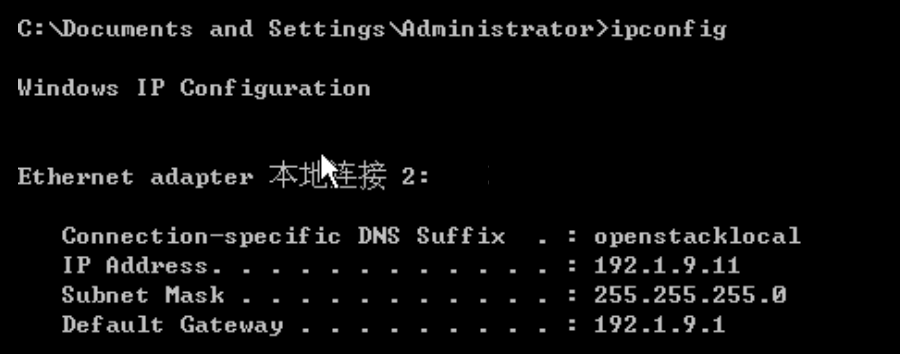 C:\Documents and Settings\Administrator>ipconfig
Windows IP Configuration
Ethernet adapter 本地连接 2:
Connection-specific DNS Suffix . : openstacklocal
IP Address. . . . . . . . . . . . : 192.1.9.11
Subnet Mask . . . . . . . . . . . : 255.255.255.0
Default Gateway . . . . . . . . . : 192.1.9.1